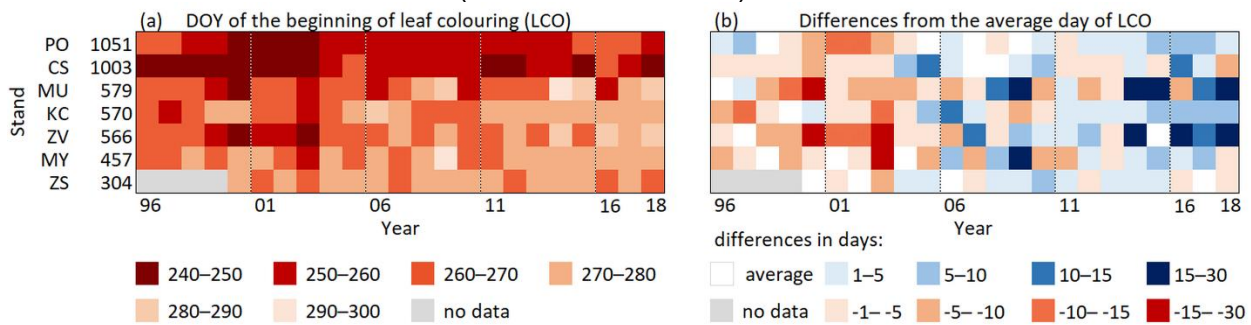 (a) DOY of the beginning of leaf colouring (LCO)
(b) Differences from the average day of LCO
Stand
PO 1051
CS 1003
MU 579
KC 570
ZV 566
MY 457
ZS 304
96 01 06 11 16 18
Year
96 01 06 11 16 18
Year
240–250 250–260 260–270 270–280
280–290 290–300 no data
differences in days:
average 1–5 5–10 10–15 15–30
no data -1– -5 -5– -10 -10– -15 -15– -30